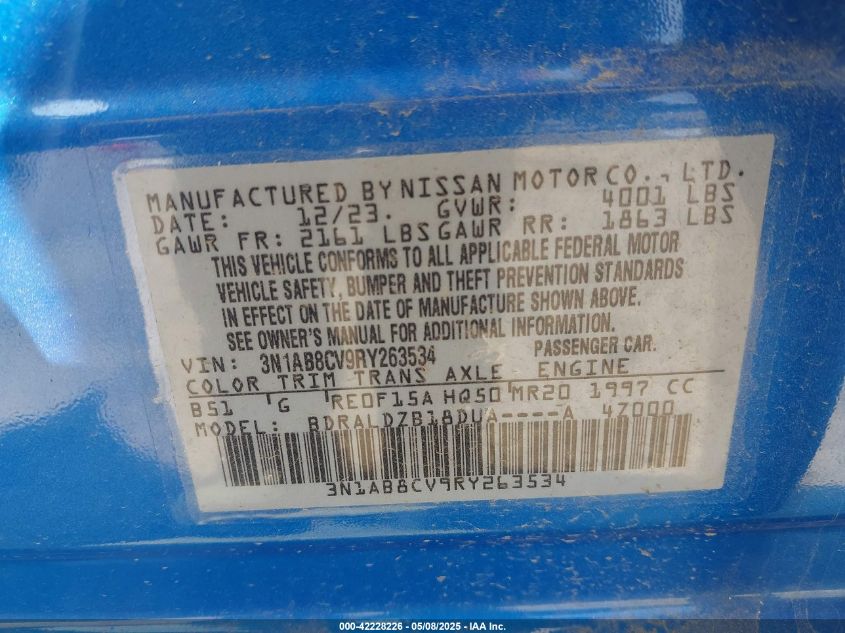 MANUFACTURED BY NISSAN MOTOR CO., LTD.
DATE: 12/23. GVWR: 4001 LBS
GAWR FR: 2161 LBS GAWR RR: 1863 LBS
THIS VEHICLE CONFORMS TO ALL APPLICABLE FEDERAL MOTOR
VEHICLE SAFETY, BUMPER AND THEFT PREVENTION STANDARDS
IN EFFECT ON THE DATE OF MANUFACTURE SHOWN ABOVE.
SEE OWNER'S MANUAL FOR ADDITIONAL INFORMATION.
VIN: 3N1AB8CV9RY263534 PASSENGER CAR.
COLOR TRIM TRANS AXLE ENGINE
B51 G RE0F15A HQ50 MR20 1997 CC
MODEL: BDRALDZB18DUA----A 47000
3N1AB8CV9RY263534
000-42228226 - 05/08/2025 - IAA Inc.